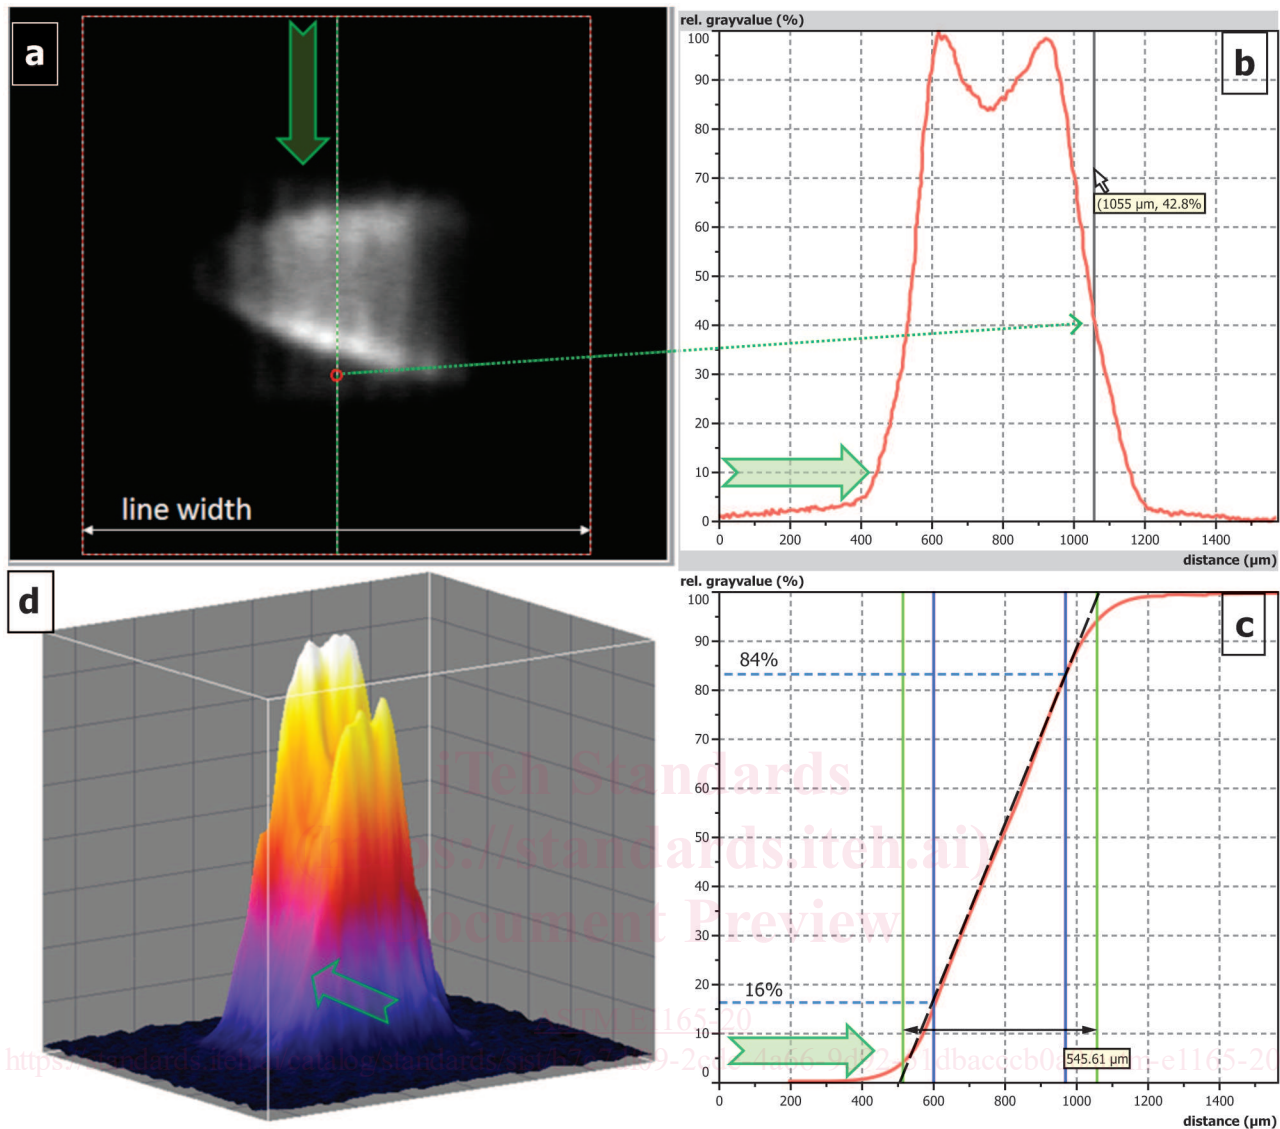 a
line width
rel. grayvalue (%)
b
100
90
80
70
60
50
40
30
20
10
0
(1055 µm, 42.8%
0 200 400 600 800 1000 1200 1400
distance (µm)
d
rel. grayvalue (%)
c
100
90
80
70
60
50
40
30
20
10
0
84%
16%
545.61 µm
0 200 400 600 800 1000 1200 1400
distance (µm)
iTeh Standards
standards.iteh.ai)
Document Preview